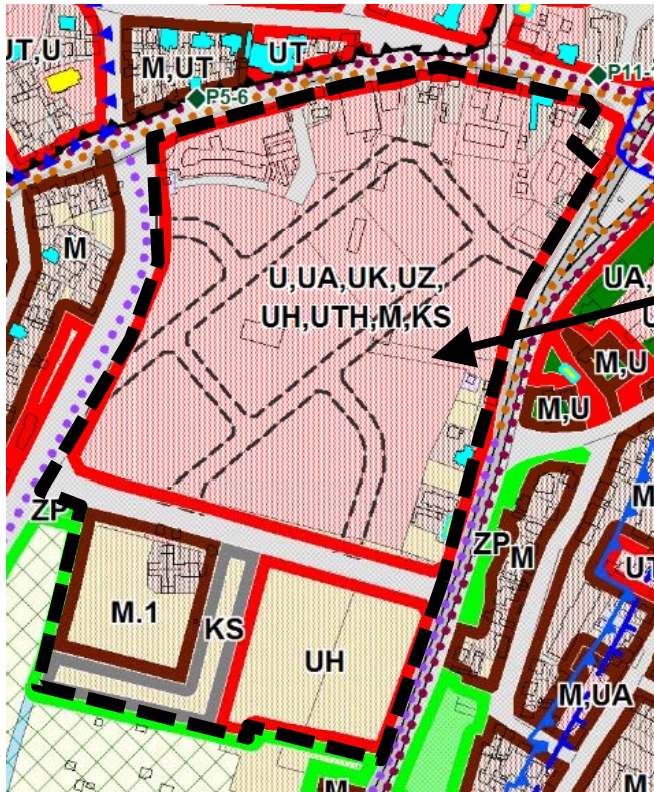 UT,U
M,UT
UT
P5-6
P11-
M
U,UA,UK,UZ,
UH,UTH,M,KS
UA,
U
M,U
M,U
ZP
ZP
M
M
UT
M.1
KS
UH
M,UA
M
M